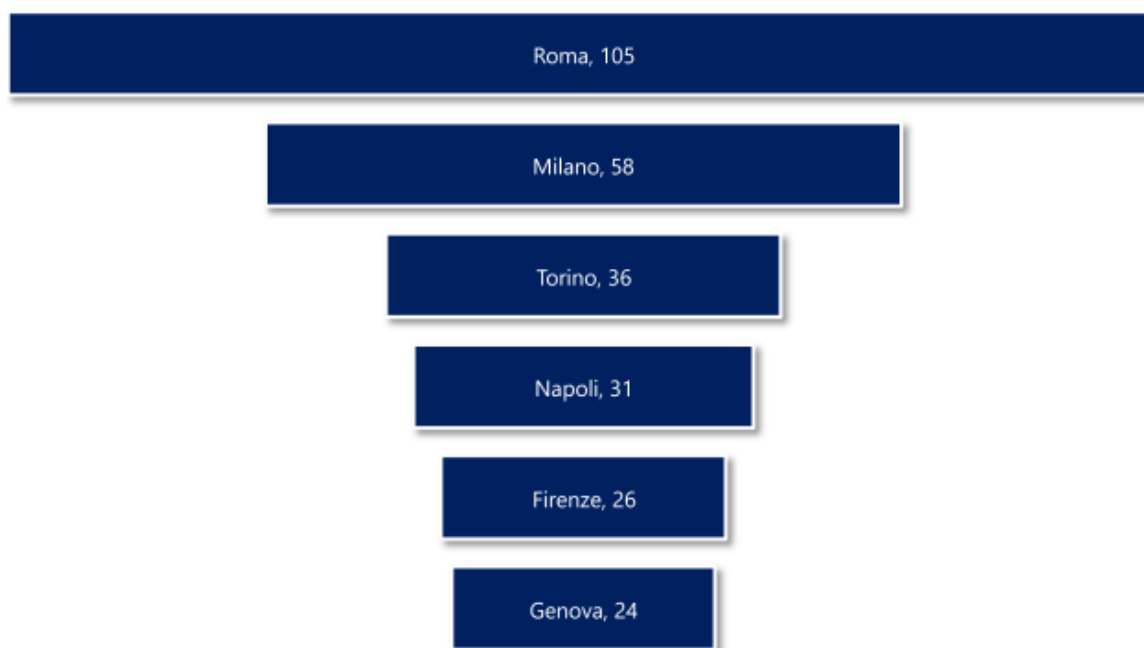 Roma, 105
Milano, 58
Torino, 36
Napoli, 31
Firenze, 26
Genova, 24